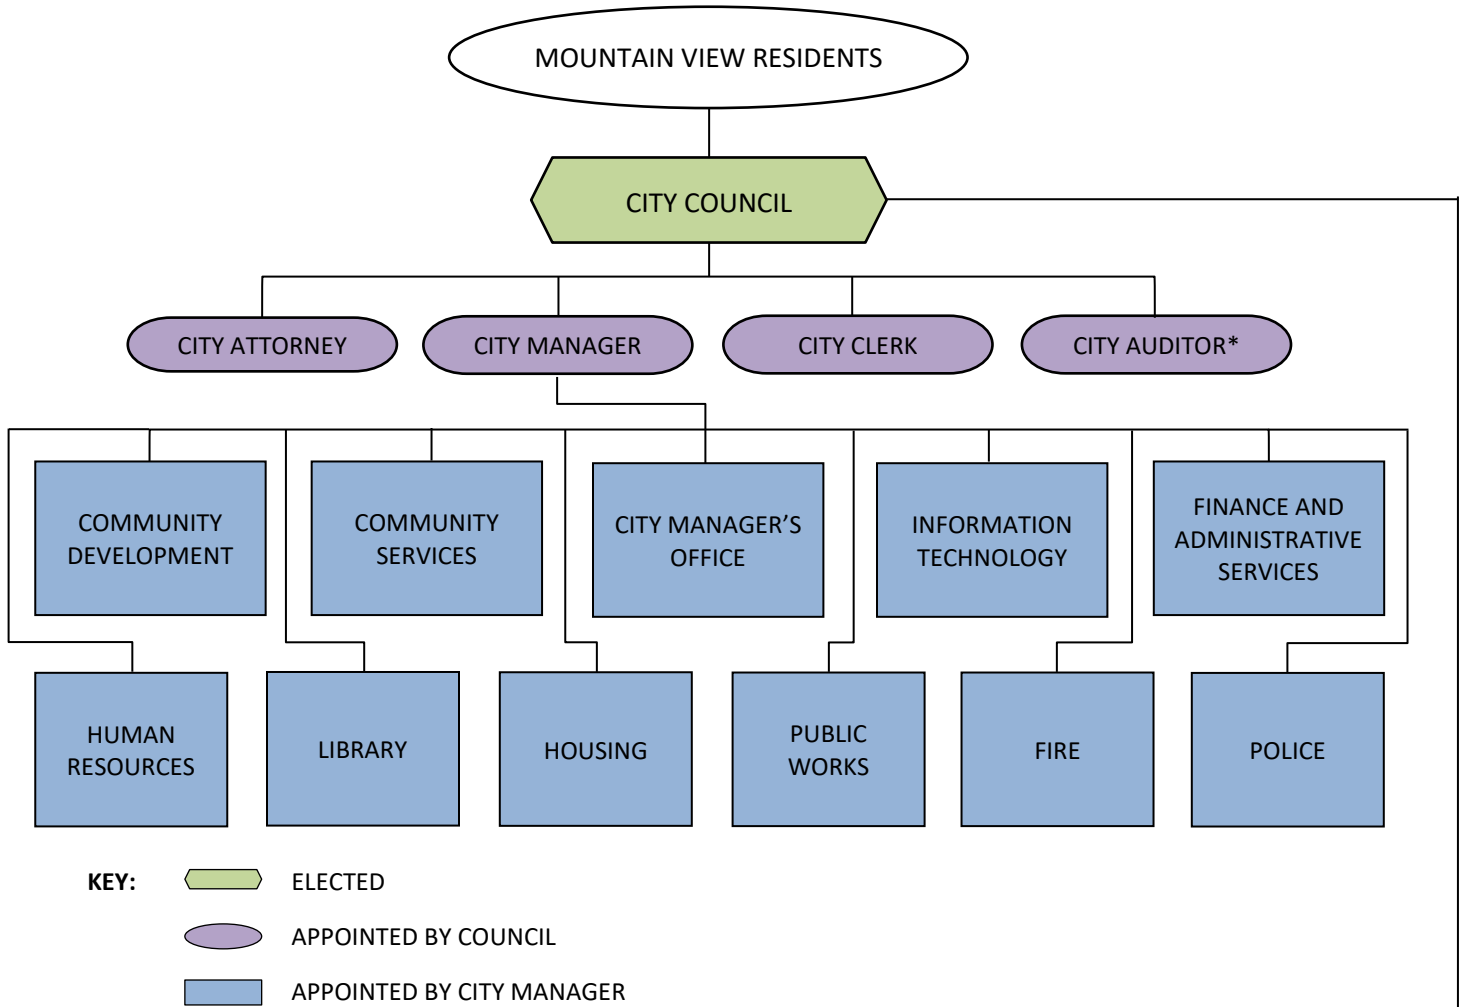 MOUNTAIN VIEW RESIDENTS
CITY COUNCIL
CITY ATTORNEY
CITY MANAGER
CITY CLERK
CITY AUDITOR*
COMMUNITY
DEVELOPMENT
COMMUNITY
SERVICES
CITY MANAGER’S
OFFICE
INFORMATION
TECHNOLOGY
FINANCE AND
ADMINISTRATIVE
SERVICES
HUMAN
RESOURCES
LIBRARY
HOUSING
PUBLIC
WORKS
FIRE
POLICE
KEY:
ELECTED
APPOINTED BY COUNCIL
APPOINTED BY CITY MANAGER